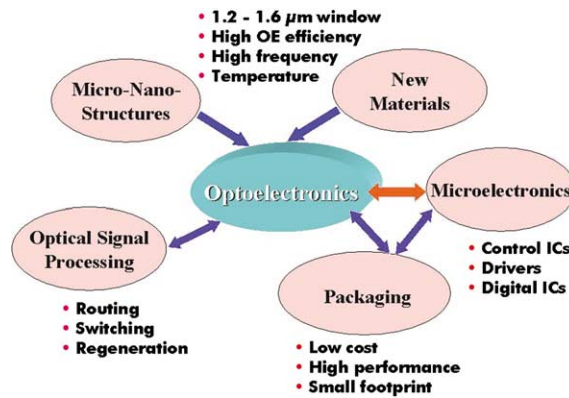 • 1.2 - 1.6 µm window
• High OE efficiency
• High frequency
• Temperature
Micro-Nano-
Structures
New
Materials
Optoelectronics
Microelectronics
• Control ICs
• Drivers
• Digital ICs
Optical Signal
Processing
• Routing
• Switching
• Regeneration
Packaging
• Low cost
• High performance
• Small footprint